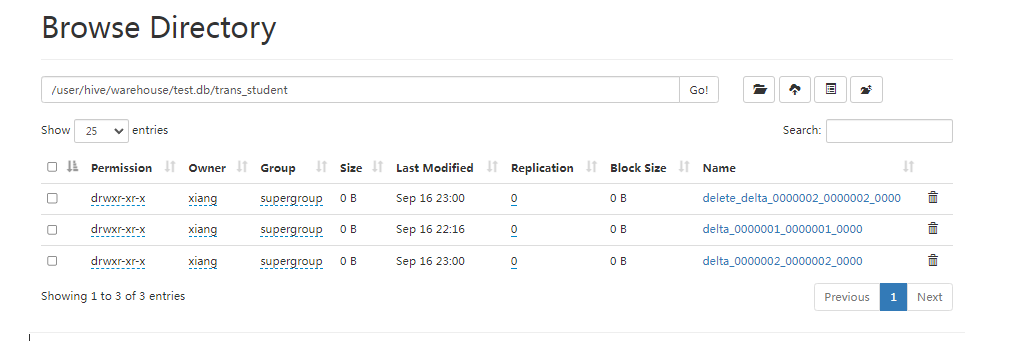 Browse Directory
/user/hive/warehouse/test.db/trans_student Go!
Show 25 entries Search:
Permission Owner Group Size Last Modified Replication Block Size Name
drwxr-xr-x xiang supergroup 0 B Sep 16 23:00 0 0 B delete_delta_0000002_0000002_0000
drwxr-xr-x xiang supergroup 0 B Sep 16 22:16 0 0 B delta_0000001_0000001_0000
drwxr-xr-x xiang supergroup 0 B Sep 16 23:00 0 0 B delta_0000002_0000002_0000
Showing 1 to 3 of 3 entries Previous 1 Next